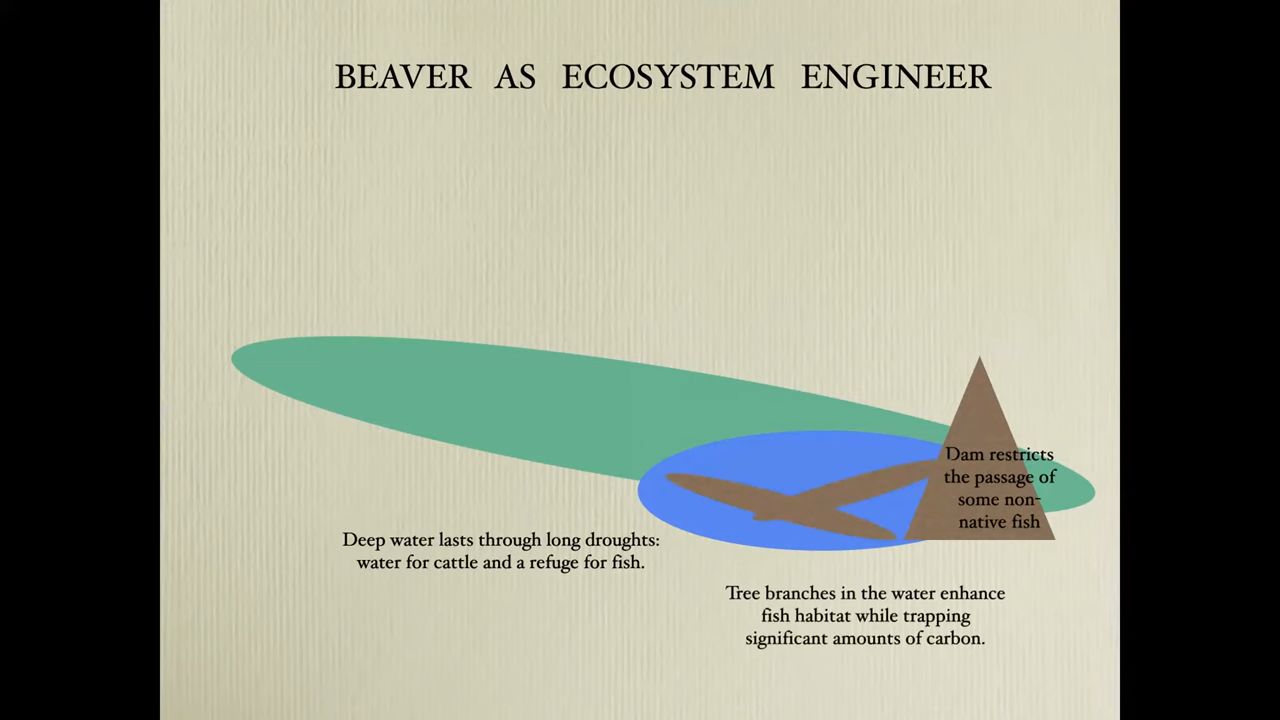 BEAVER AS ECOSYSTEM ENGINEER
Dam restricts
the passage of
some non-
native fish
Deep water lasts through long droughts:
water for cattle and a refuge for fish.
Tree branches in the water enhance
fish habitat while trapping
significant amounts of carbon.